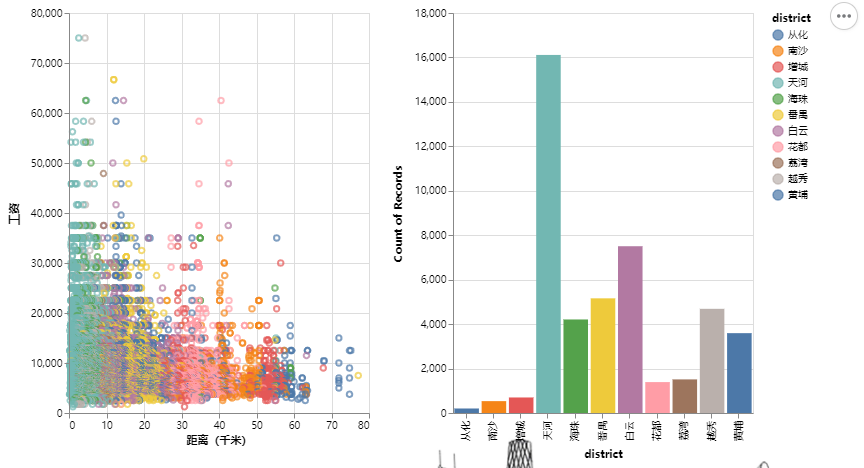 80,000
70,000
60,000
50,000
40,000
30,000
20,000
10,000
0
工资
0 10 20 30 40 50 60 70 80
距离（千米）
18,000
16,000
14,000
12,000
10,000
8,000
6,000
4,000
2,000
0
Count of Records
从化 南沙 增城 天河 海珠 番禺 白云 花都 荔湾 越秀 黄埔
district
district
从化
南沙
增城
天河
海珠
番禺
白云
花都
荔湾
越秀
黄埔